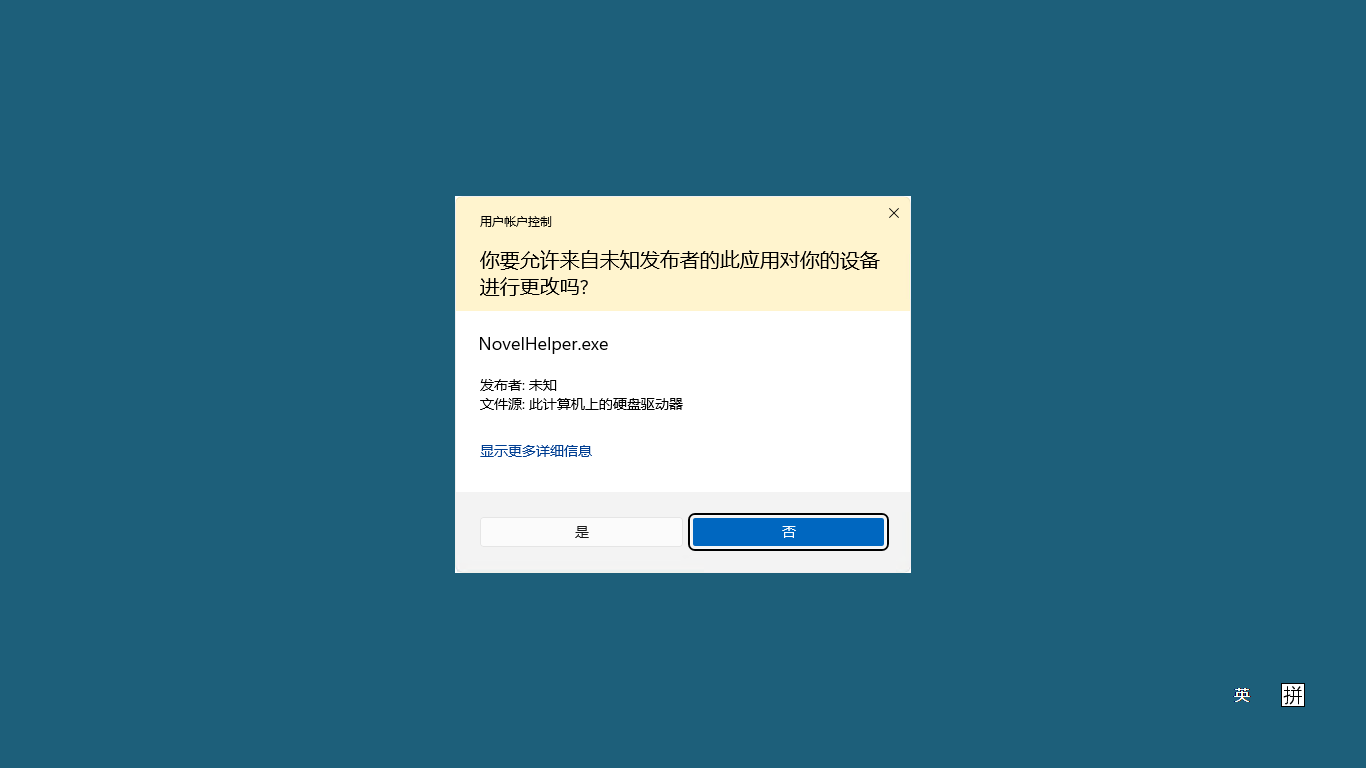 用户帐户控制
你要允许来自未知发布者的此应用对你的设备
进行更改吗?
NovelHelper.exe
发布者: 未知
文件源: 此计算机上的硬盘驱动器
显示更多详细信息
是
否
英
拼